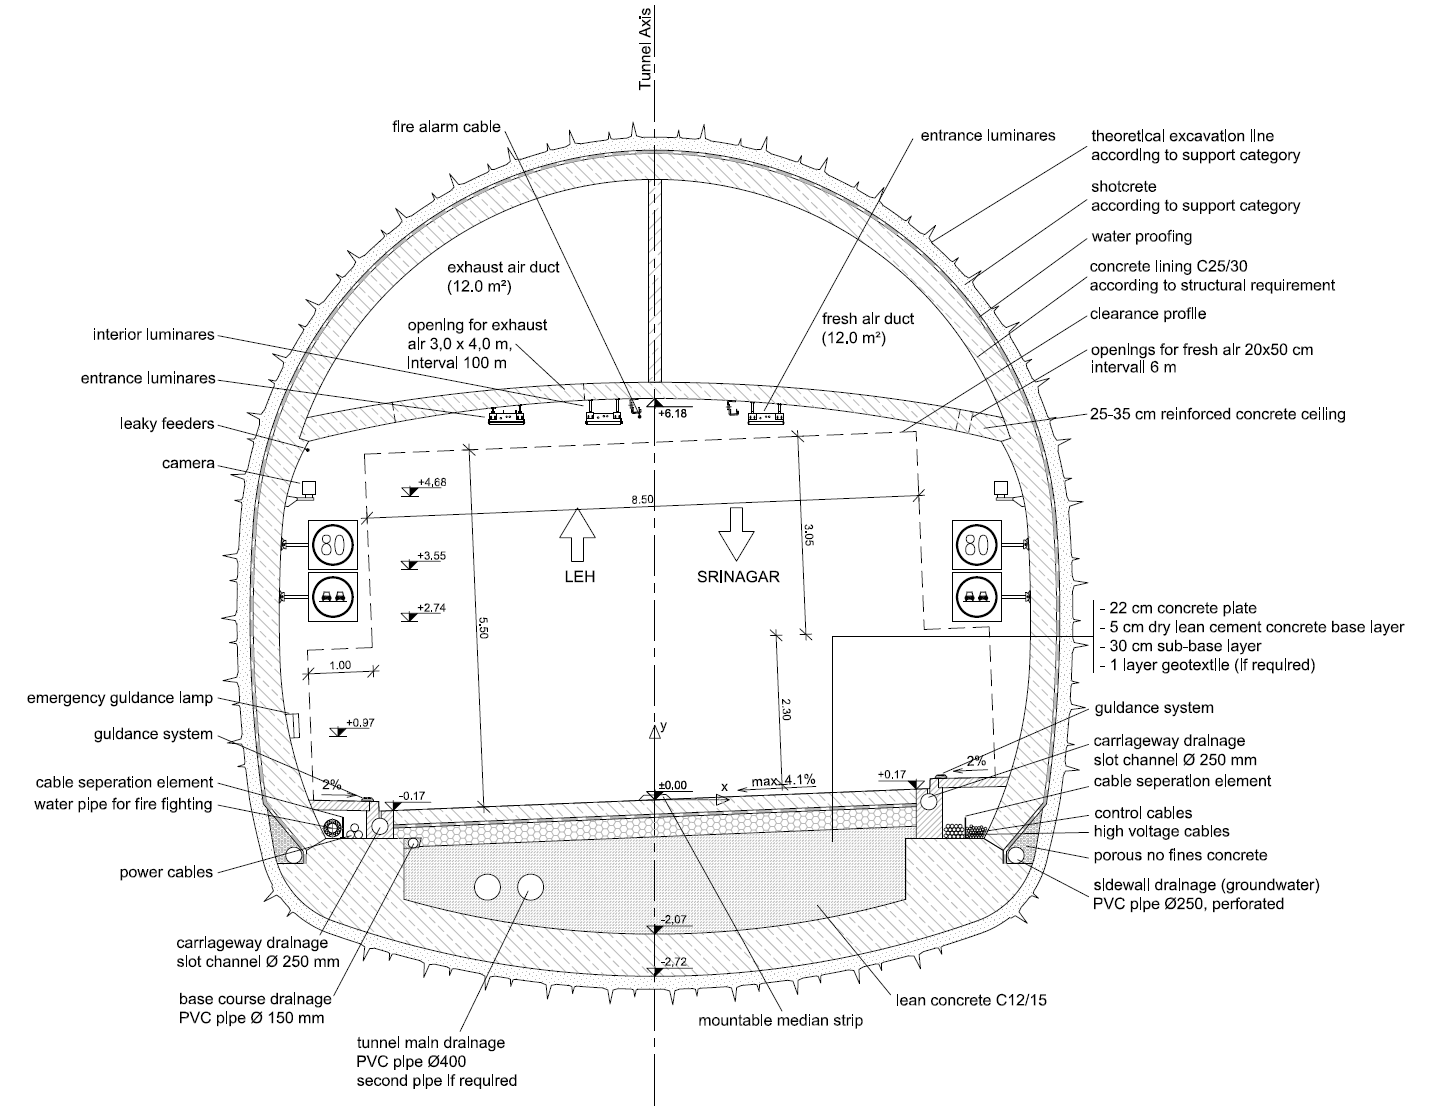 Tunnel Axis
fire alarm cable
entrance luminares
theoretical excavation line
according to support category
shotcrete
according to support category
water proofing
concrete lining C25/30
according to structural requirement
clearance profile
openings for fresh air 20x50 cm
intervall 6 m
25-35 cm reinforced concrete ceiling
exhaust air duct
(12.0 m²)
opening for exhaust
air 3,0 x 4,0 m,
interval 100 m
fresh air duct
(12.0 m²)
interior luminares
entrance luminares
leaky feeders
camera
+6,18
+4,68
8.50
3.05
80
80
+3.55
LEH
SRINAGAR
+2.74
5.50
1.00
2.30
- 22 cm concrete plate
- 5 cm dry lean cement concrete base layer
- 30 cm sub-base layer
- 1 layer geotextile (if required)
emergency guidance lamp
guidance system
cable seperation element
water pipe for fire fighting
power cables
+0,97
y
x
2%
-0.17
±0,00
max. 4.1%
+0,17
2%
guidance system
carriageway drainage
slot channel Ø 250 mm
cable seperation element
control cables
high voltage cables
porous no fines concrete
sidewall drainage (groundwater)
PVC pipe Ø250, perforated
-2,07
-2,72
carriageway drainage
slot channel Ø 250 mm
base course drainage
PVC pipe Ø 150 mm
tunnel main drainage
PVC pipe Ø400
second pipe if required
mountable median strip
lean concrete C12/15